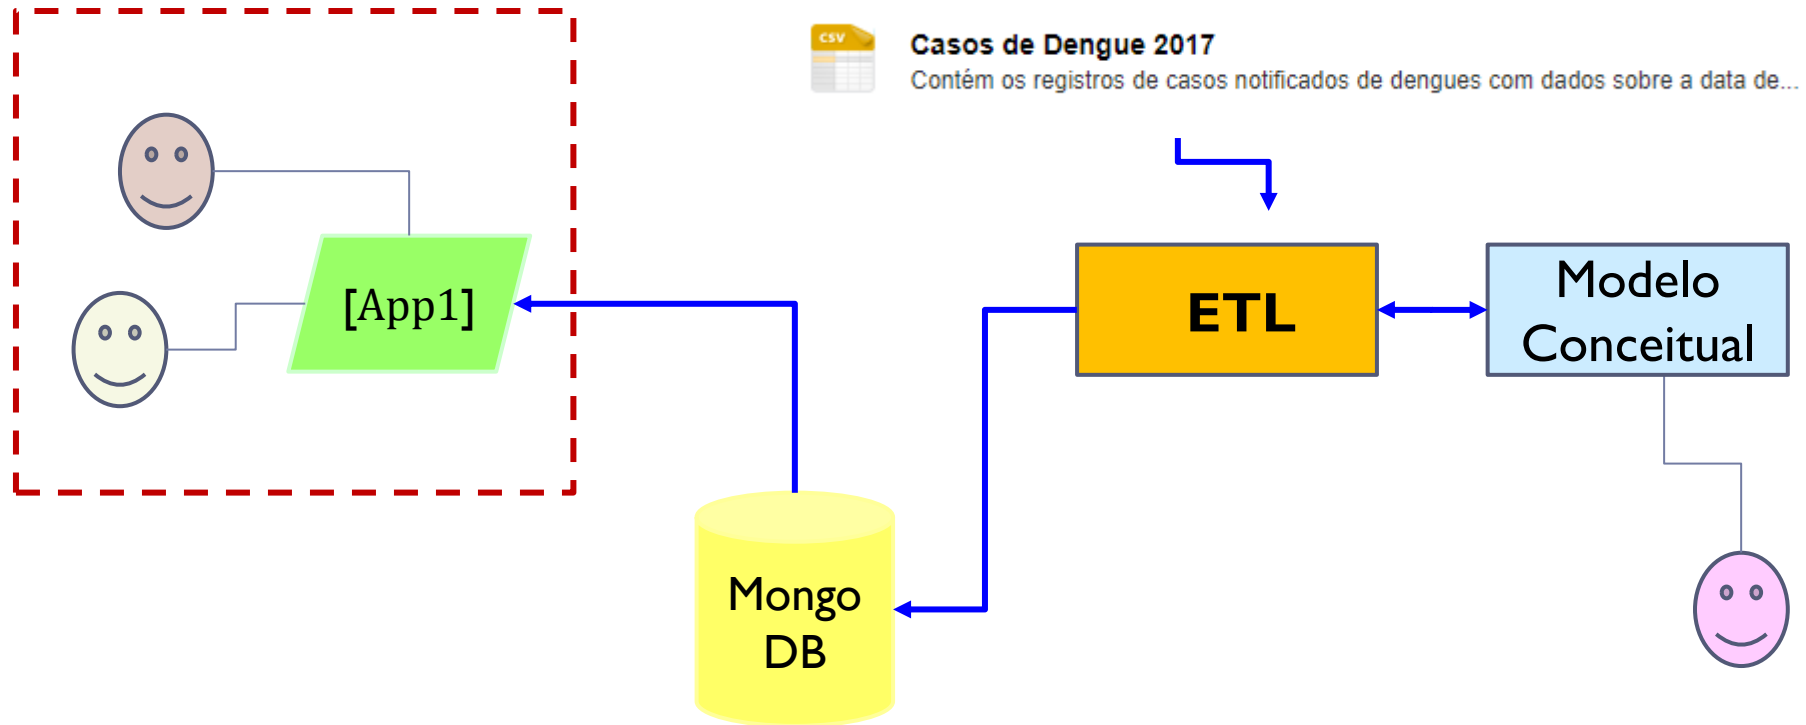 CSV
Casos de Dengue 2017
Contém os registros de casos notificados de dengues com dados sobre a data de...
[App1]
ETL
Modelo
Conceitual
Mongo
DB